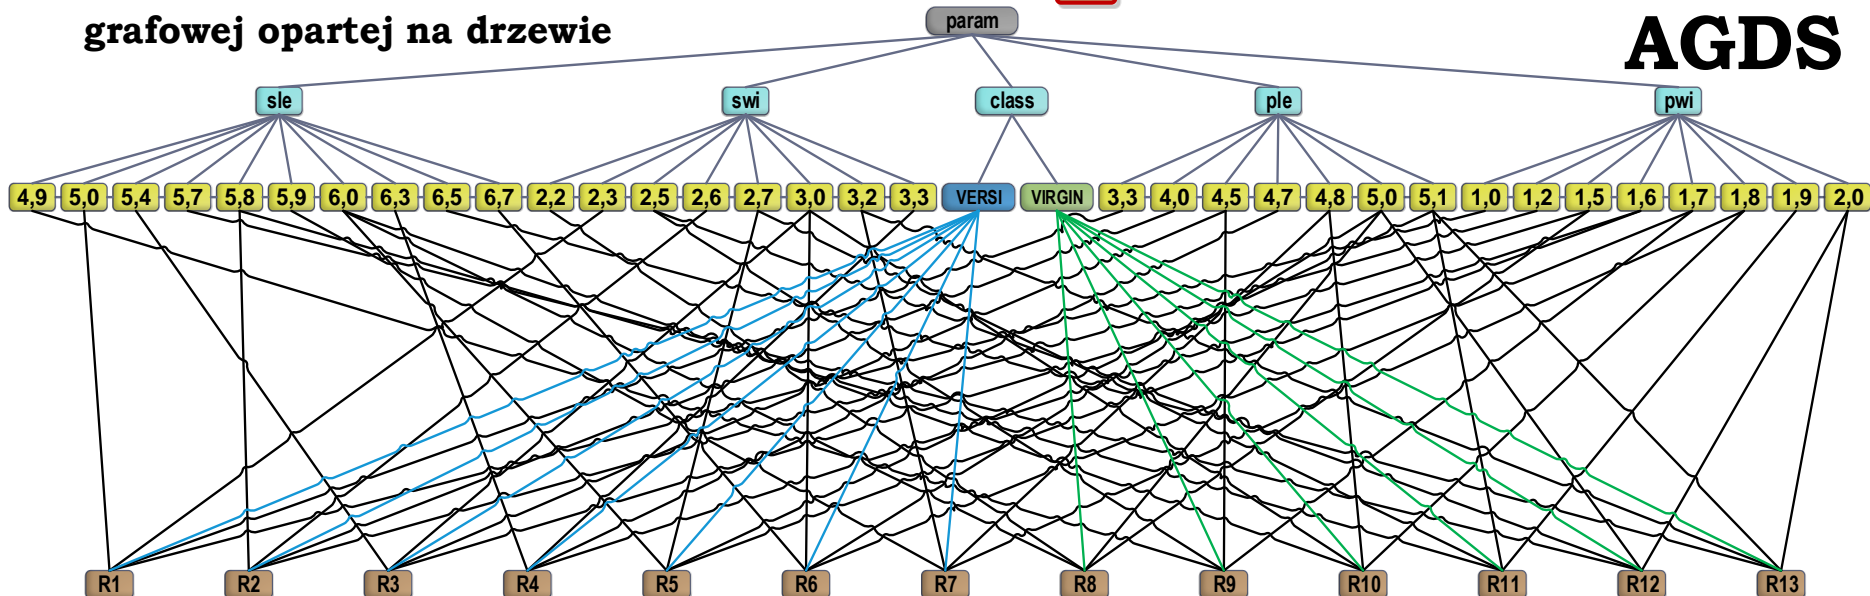 grafowej opartej na drzewie
AGDS
param
sle swi class ple pwi
4,9 5,0 5,4 5,7 5,8 5,9 6,0 6,3 6,5 6,7 2,2 2,3 2,5 2,6 2,7 3,0 3,2 3,3 VERSI VIRGIN 3,3 4,0 4,5 4,7 4,8 5,0 5,1 1,0 1,2 1,5 1,6 1,7 1,8 1,9 2,0
R1 R2 R3 R4 R5 R6 R7 R8 R9 R10 R11 R12 R13